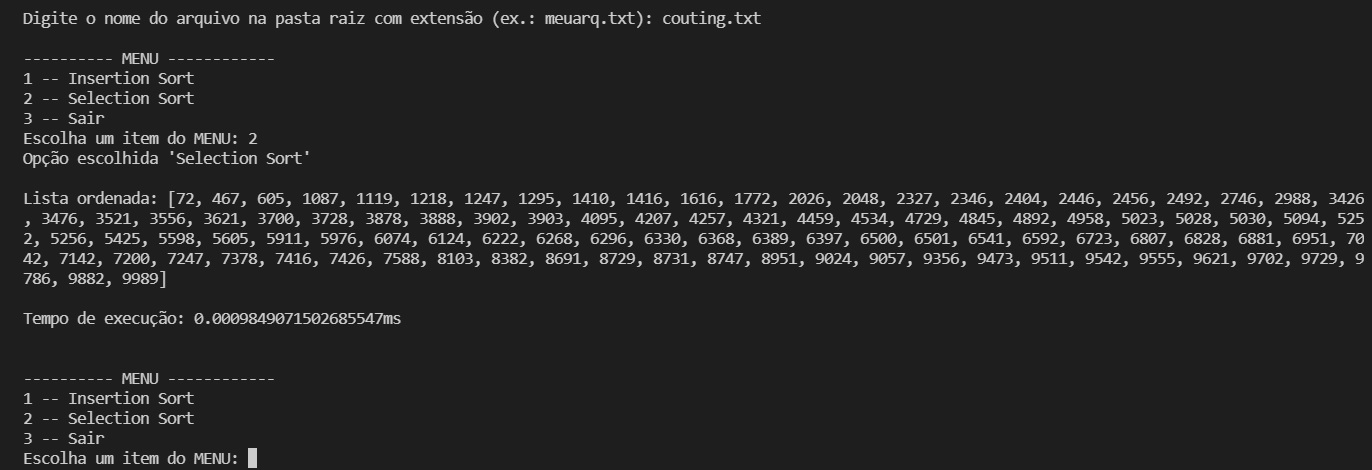 Digite o nome do arquivo na pasta raiz com extensão (ex.: meuarq.txt): couting.txt
---------- MENU ------------
1 -- Insertion Sort
2 -- Selection Sort
3 -- Sair
Escolha um item do MENU: 2
Opção escolhida 'Selection Sort'
Lista ordenada: [72, 467, 605, 1087, 1119, 1218, 1247, 1295, 1410, 1416, 1616, 1772, 2026, 2048, 2327, 2346, 2404, 2446, 2456, 2492, 2746, 2988, 3426
, 3476, 3521, 3556, 3621, 3700, 3728, 3878, 3888, 3902, 3903, 4095, 4207, 4257, 4321, 4459, 4534, 4729, 4845, 4892, 4958, 5023, 5028, 5030, 5094, 525
2, 5256, 5425, 5598, 5605, 5911, 5976, 6074, 6124, 6222, 6268, 6296, 6330, 6368, 6389, 6397, 6500, 6501, 6541, 6592, 6723, 6807, 6828, 6881, 6951, 70
42, 7142, 7200, 7247, 7378, 7416, 7426, 7588, 8103, 8382, 8691, 8729, 8731, 8747, 8951, 9024, 9057, 9356, 9473, 9511, 9542, 9555, 9621, 9702, 9729, 9
786, 9882, 9989]
Tempo de execução: 0.0009849071502685547ms
---------- MENU ------------
1 -- Insertion Sort
2 -- Selection Sort
3 -- Sair
Escolha um item do MENU: